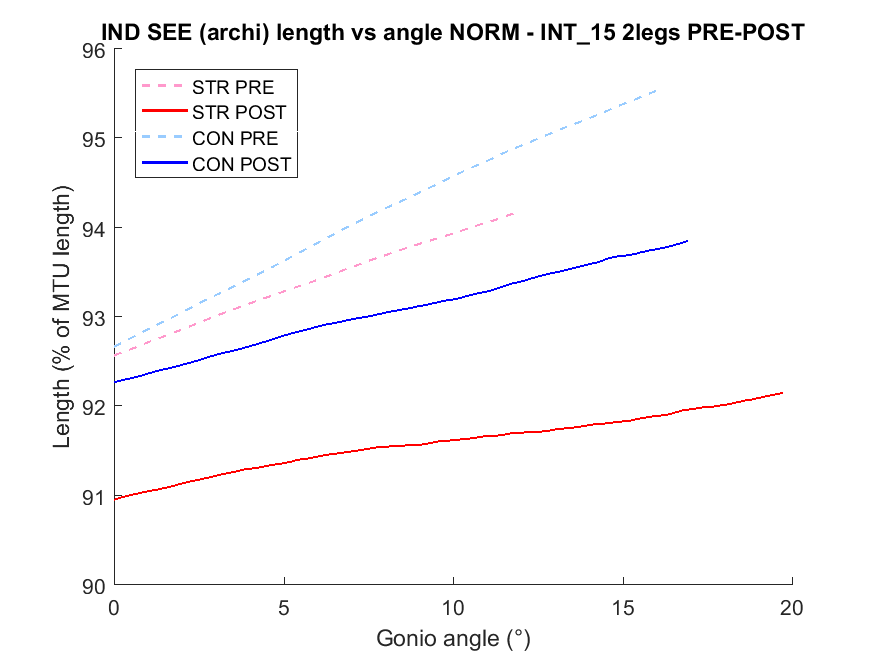 IND SEE (archi) length vs angle NORM - INT_15 2legs PRE-POST
96
95
94
93
92
91
90
Length (% of MTU length)
STR PRE
STR POST
CON PRE
CON POST
0
5
10
15
20
Gonio angle (°)